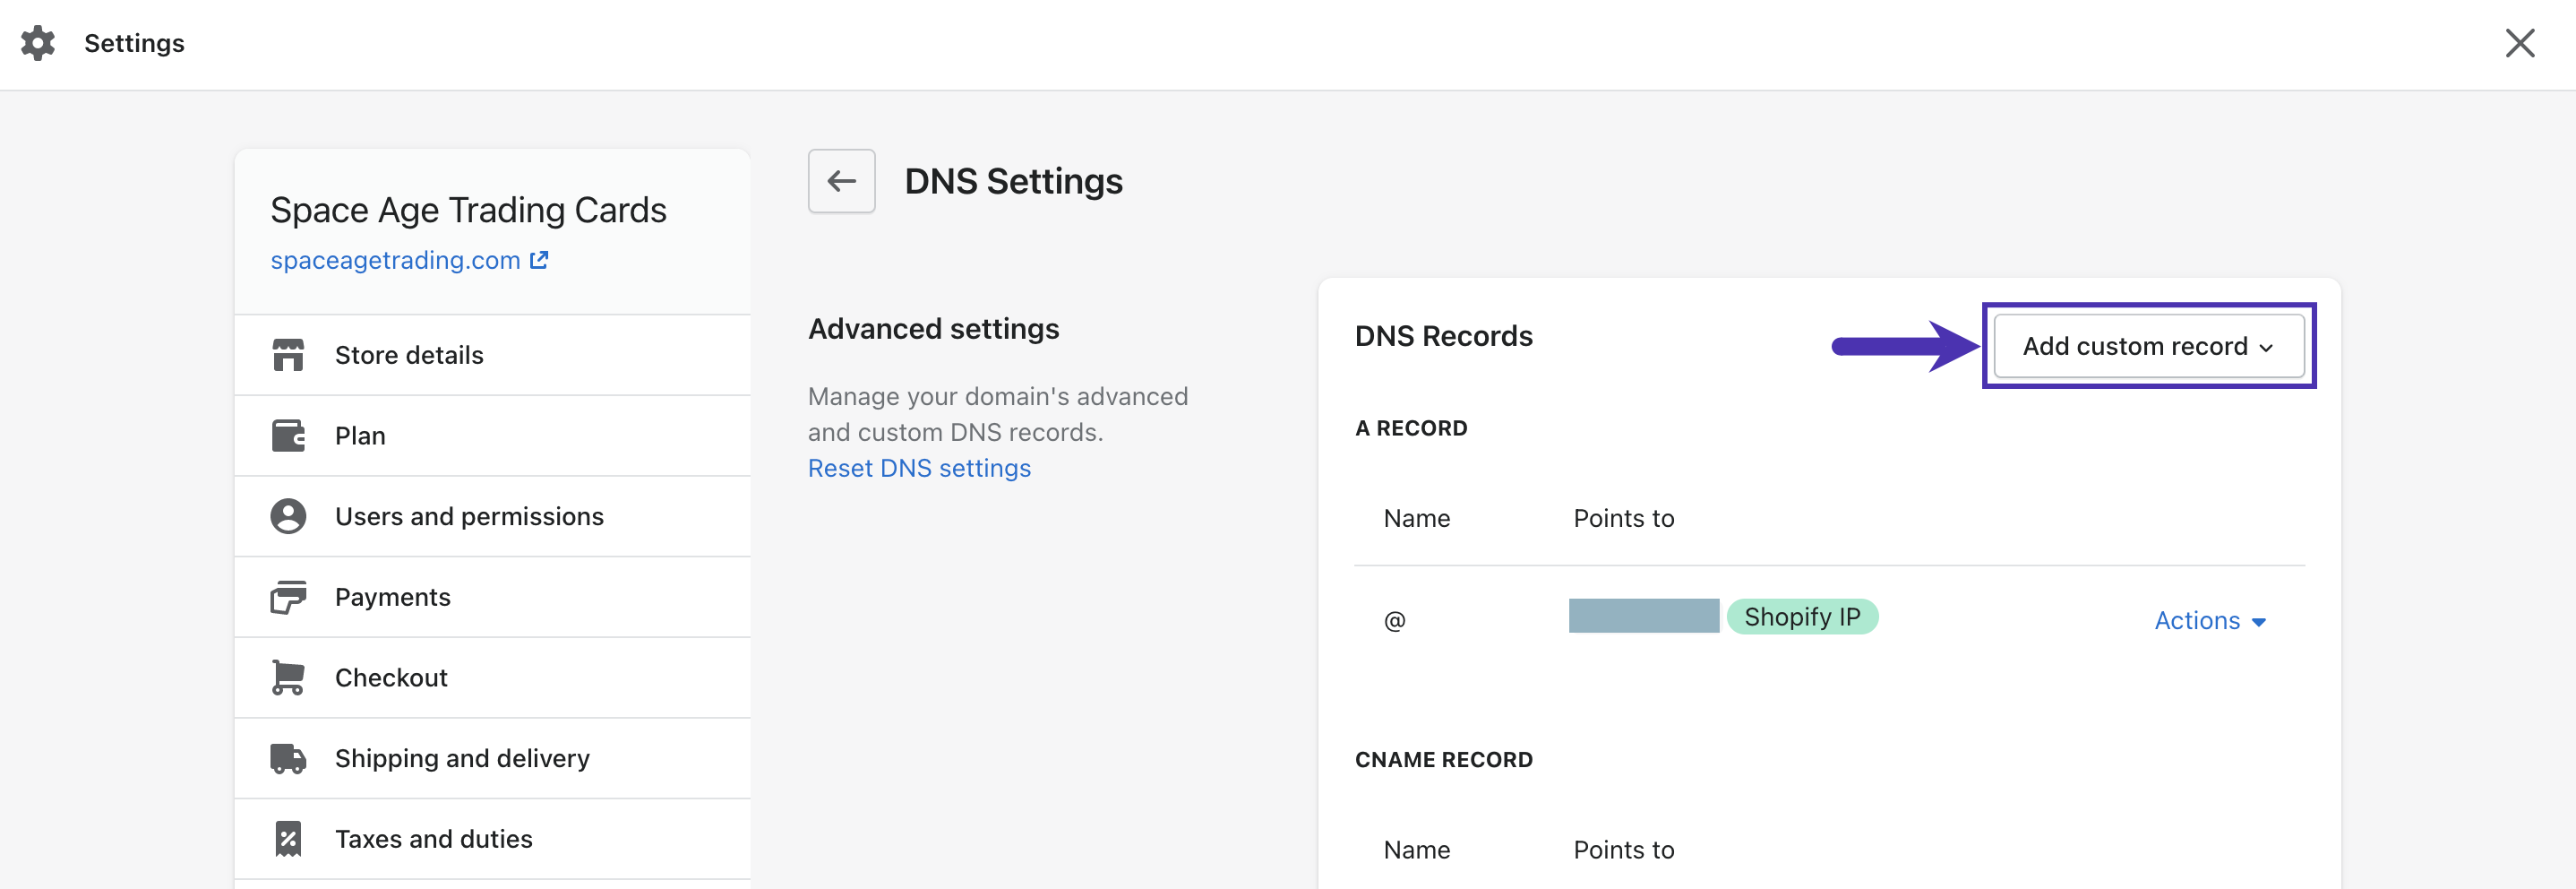 Settings
Space Age Trading Cards
spaceagetrading.com
Store details
Plan
Users and permissions
Payments
Checkout
Shipping and delivery
Taxes and duties
DNS Settings
Advanced settings
Manage your domain's advanced
and custom DNS records.
Reset DNS settings
DNS Records
Add custom record
A RECORD
Name Points to
@ Shopify IP Actions
CNAME RECORD
Name Points to